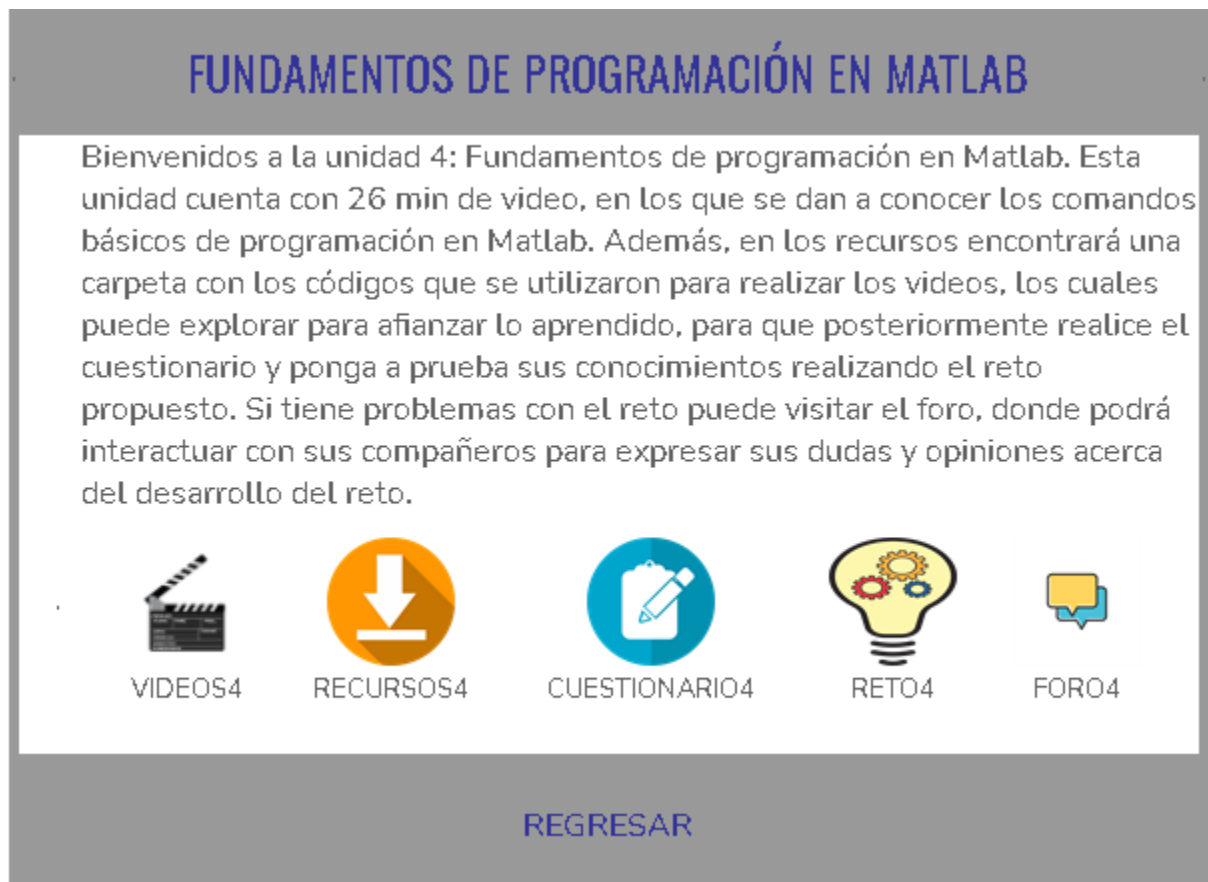 FUNDAMENTOS DE PROGRAMACIÓN EN MATLAB
Bienvenidos a la unidad 4: Fundamentos de programación en Matlab. Esta
unidad cuenta con 26 min de video, en los que se dan a conocer los comandos
básicos de programación en Matlab. Además, en los recursos encontrará una
carpeta con los códigos que se utilizaron para realizar los videos, los cuales
puede explorar para afianzar lo aprendido, para que posteriormente realice el
cuestionario y ponga a prueba sus conocimientos realizando el reto
propuesto. Si tiene problemas con el reto puede visitar el foro, donde podrá
interactuar con sus compañeros para expresar sus dudas y opiniones acerca
del desarrollo del reto.
VIDEOS4 RECURSOS4 CUESTIONARIO4 RETO4 FORO4
REGRESAR